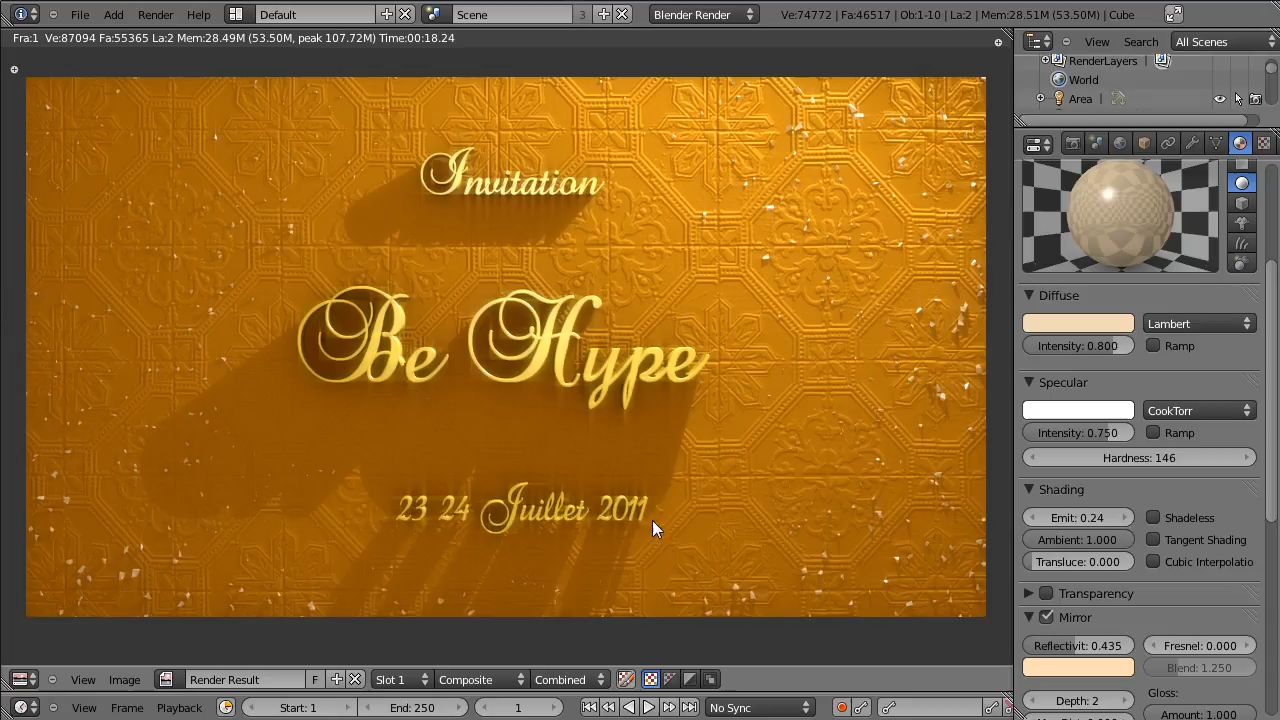 File Add Render Help Default Scene 3 Blender Render Ve:74772 | Fa:46517 | Ob:1-10 | La:2 | Mem:28.51M (53.50M) | Cube
Fra:1 Ve:87094 Fa:55365 La:2 Mem:28.49M (53.50M, peak 107.72M) Time:00:18.24
View Search All Scenes
RenderLayers |
World
Area |
Invitation
Be Hype
23 24 Juillet 2011
Diffuse
Lambert
Intensity: 0.800 Ramp
Specular
CookTorr
Intensity: 0.750 Ramp
Hardness: 146
Shading
Emit: 0.24 Shadeless
Ambient: 1.000 Tangent Shading
Transluce: 0.000 Cubic Interpolatio
Transparency
Mirror
Reflectivit: 0.435 Fresnel: 0.000
Blend: 1.250
Depth: 2 Gloss:
Amount: 1.000
View Image Render Result F Slot 1 Composite Combined
View Frame Playback Start: 1 End: 250 1 No Sync